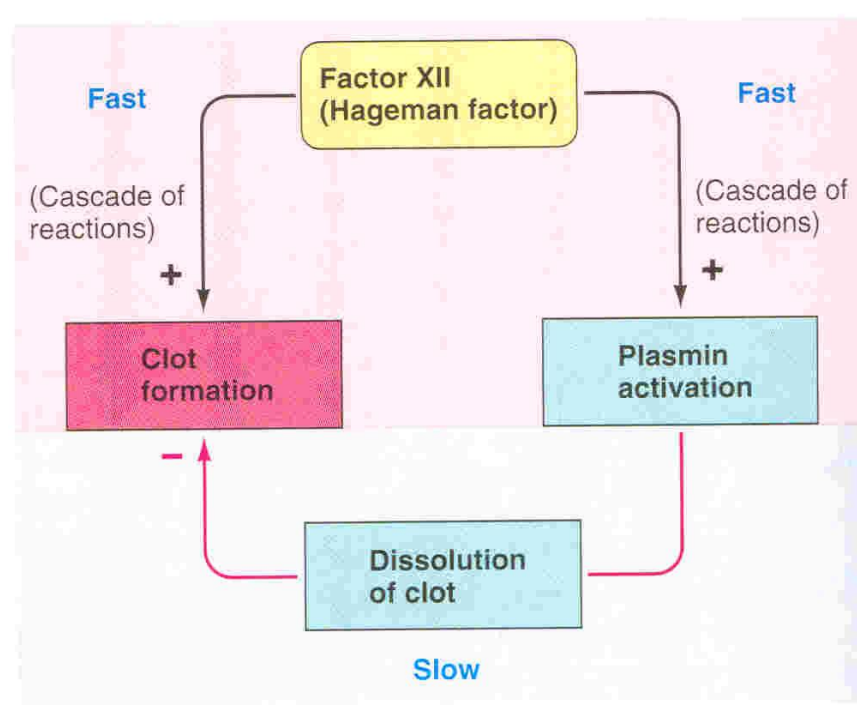 Factor XII
(Hageman factor)
Fast
Fast
(Cascade of
reactions)
+
(Cascade of
reactions)
+
Clot
formation
Plasmin
activation
−
Dissolution
of clot
Slow